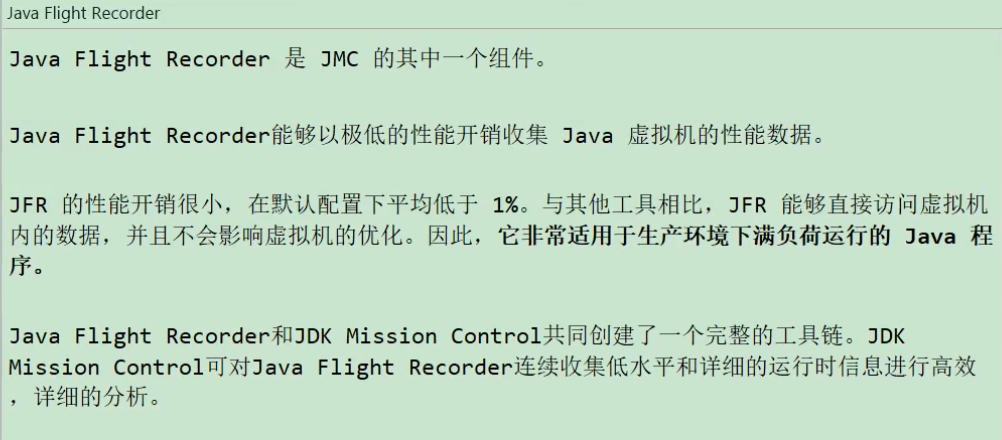 Java Flight Recorder
Java Flight Recorder 是 JMC 的其中一个组件。
Java Flight Recorder能够以极低的性能开销收集 Java 虚拟机的性能数据。
JFR 的性能开销很小，在默认配置下平均低于 1%。与其他工具相比，JFR 能够直接访问虚拟机
内的数据，并且不会影响虚拟机的优化。因此，它非常适用于生产环境下满负荷运行的 Java 程
序。
Java Flight Recorder和JDK Mission Control共同创建了一个完整的工具链。JDK
Mission Control可对Java Flight Recorder连续收集低水平和详细的运行时信息进行高效
，详细的分析。